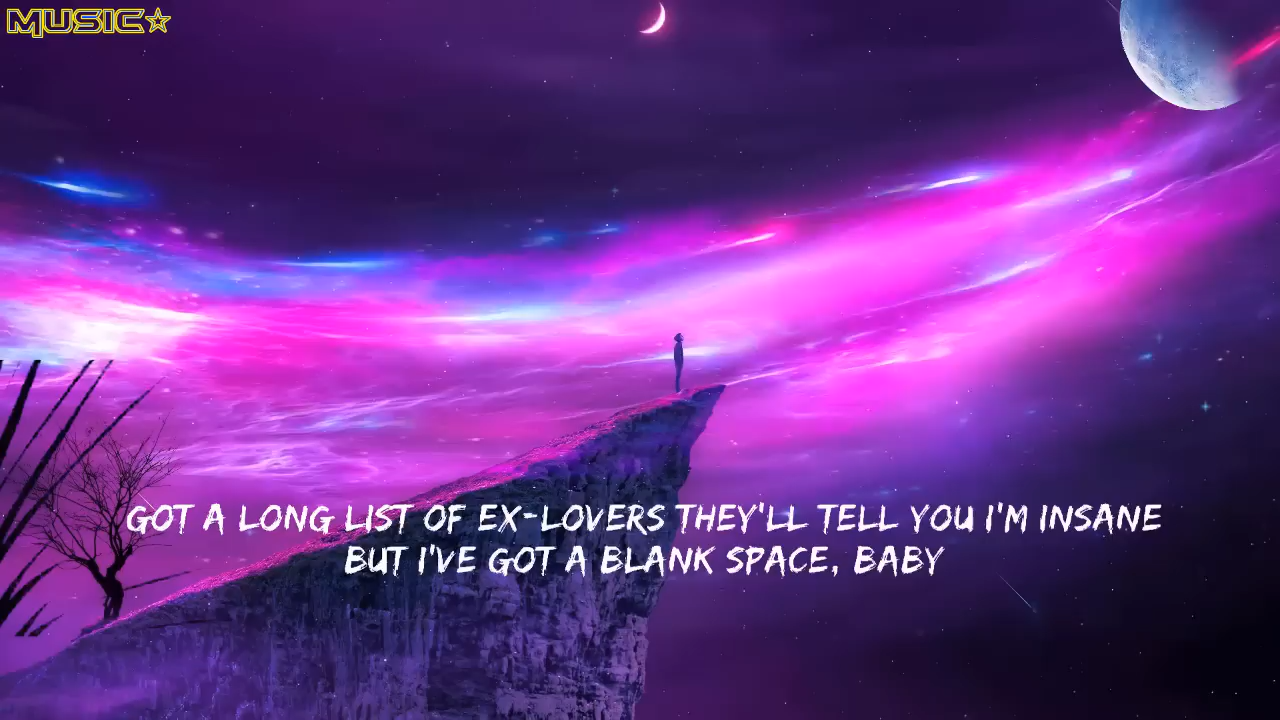 MUSIC☆
GOT A LONG LIST OF EX-LOVERS THEY'LL TELL YOU I'M INSANE
BUT I'VE GOT A BLANK SPACE, BABY